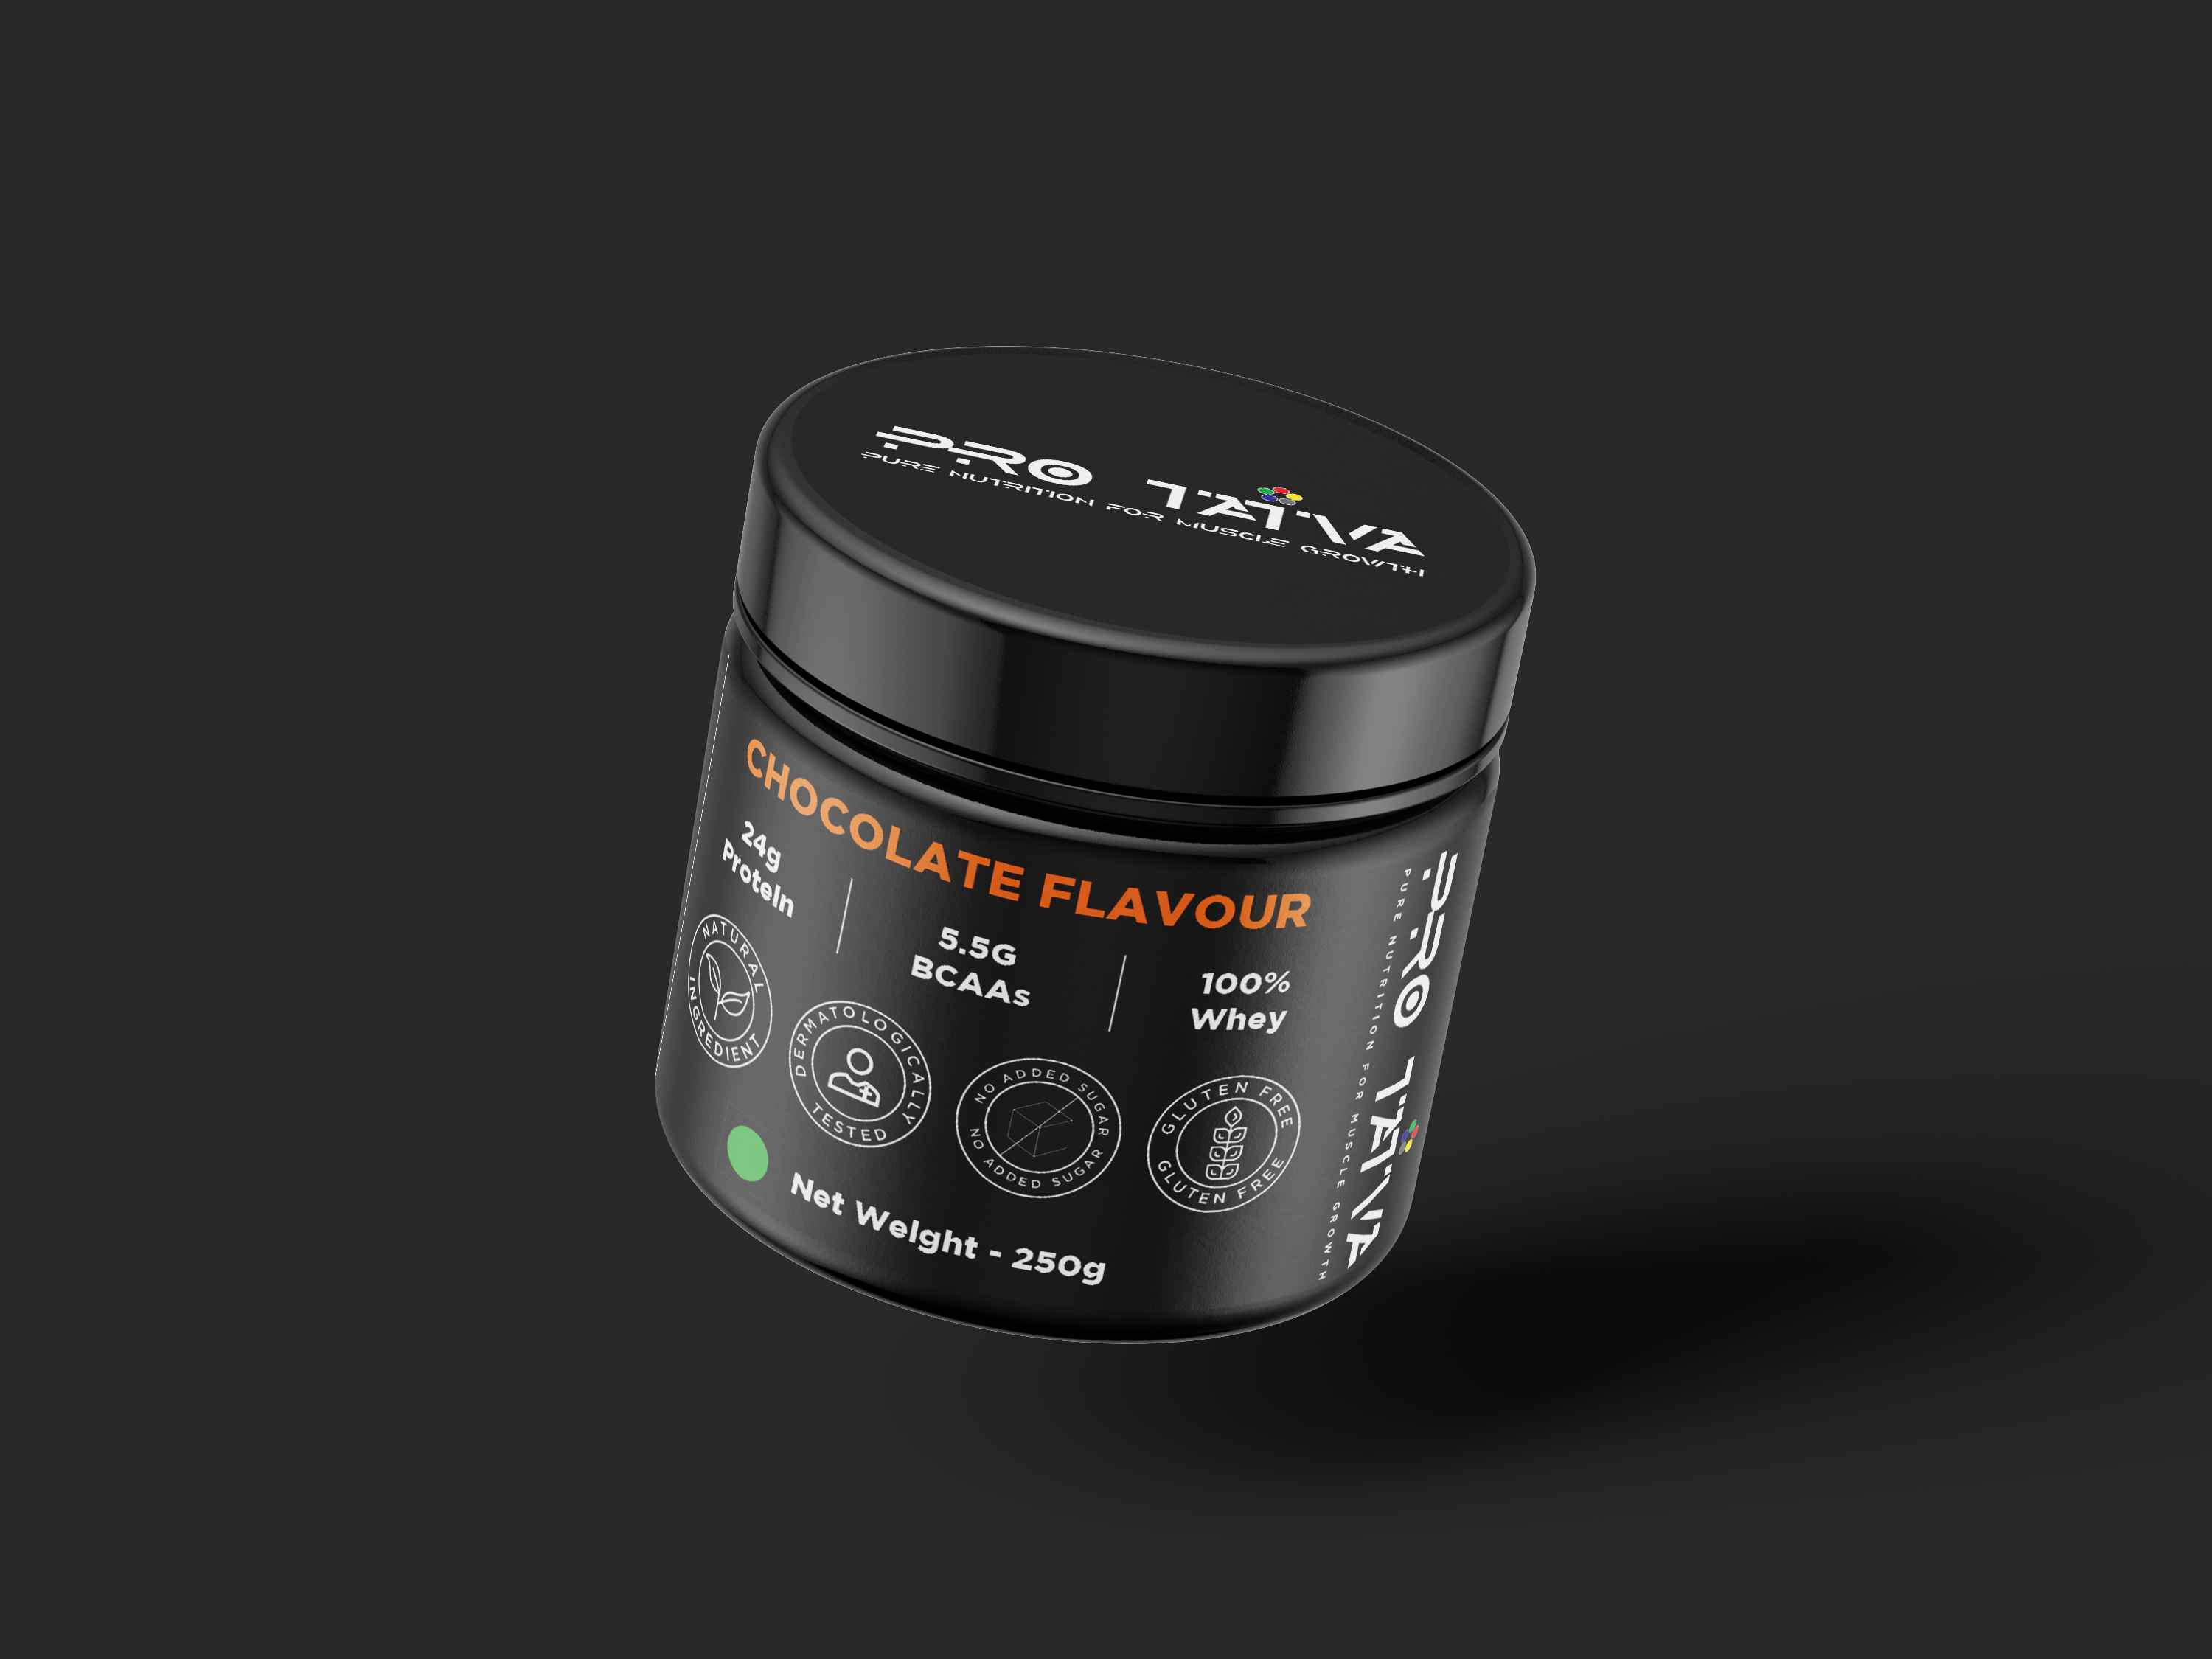 PRO TATVA
PURE NUTRITION FOR MUSCLE GROWTH
CHOCOLATE FLAVOUR
24g
Protein
5.5G
BCAAs
100%
Whey
NATURAL
INGREDIENT
DERMATOLOGICALLY
TESTED
NO ADDED SUGAR
NO ADDED SUGAR
GLUTEN FREE
GLUTEN FREE
Net Weight - 250g
PRO TATVA
PURE NUTRITION FOR MUSCLE GROWTH